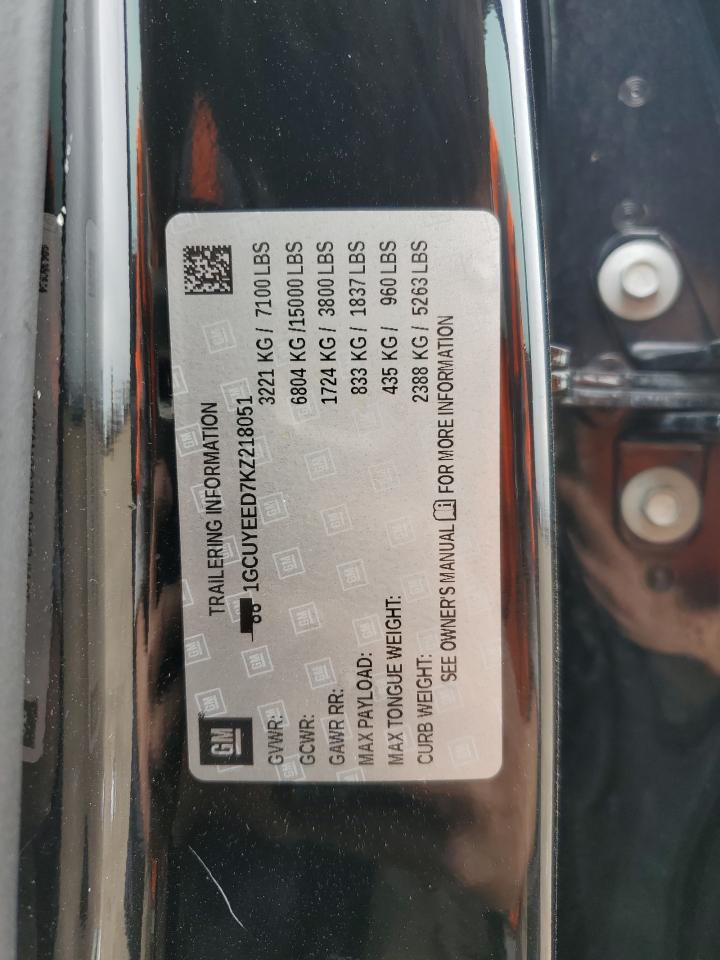 GM
TRAILERING INFORMATION
1GCUYEED7KZ218051
GVWR: 3221 KG / 7100 LBS
GCWR: 6804 KG /15000 LBS
GAWR RR: 1724 KG / 3800 LBS
MAX PAYLOAD: 833 KG / 1837 LBS
MAX TONGUE WEIGHT: 435 KG / 960 LBS
CURB WEIGHT: 2388 KG / 5263 LBS
SEE OWNER'S MANUAL FOR MORE INFORMATION